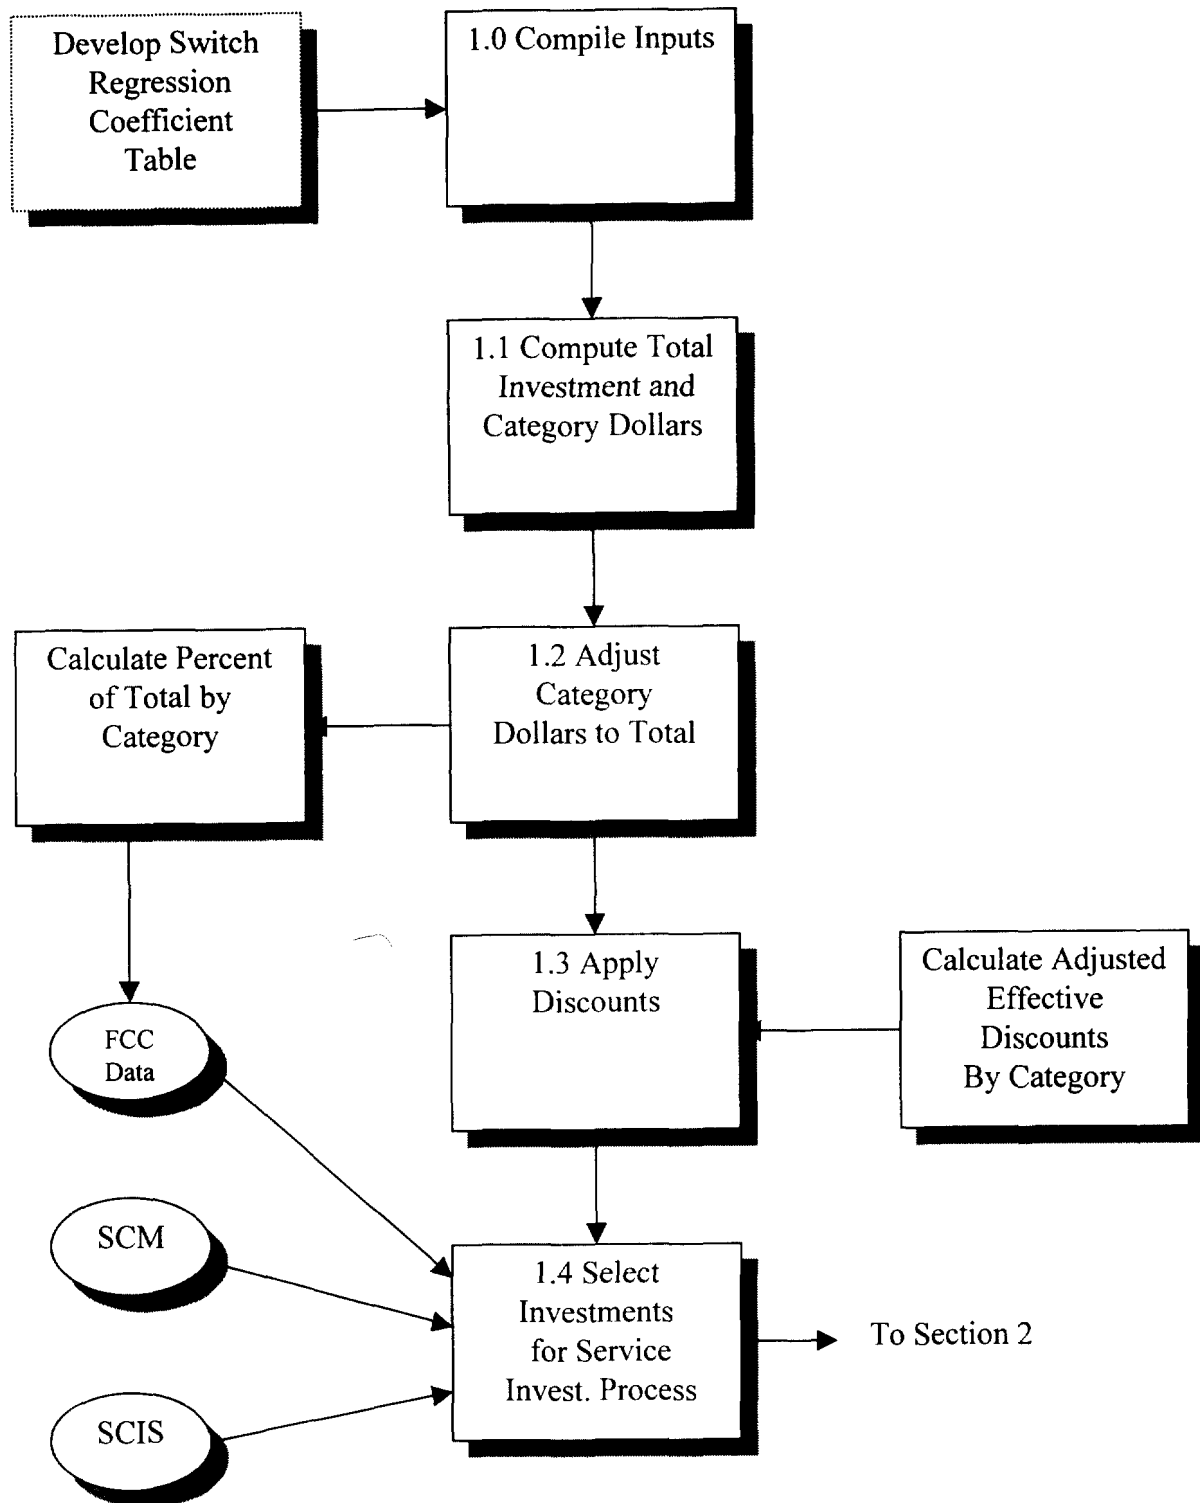 Develop Switch
Regression
Coefficient
Table
1.0 Compile Inputs
1.1 Compute Total
Investment and
Category Dollars
Calculate Percent
of Total by
Category
1.2 Adjust
Category
Dollars to Total
1.3 Apply
Discounts
Calculate Adjusted
Effective
Discounts
By Category
FCC
Data
SCM
SCIS
1.4 Select
Investments
for Service
Invest. Process
To Section 2